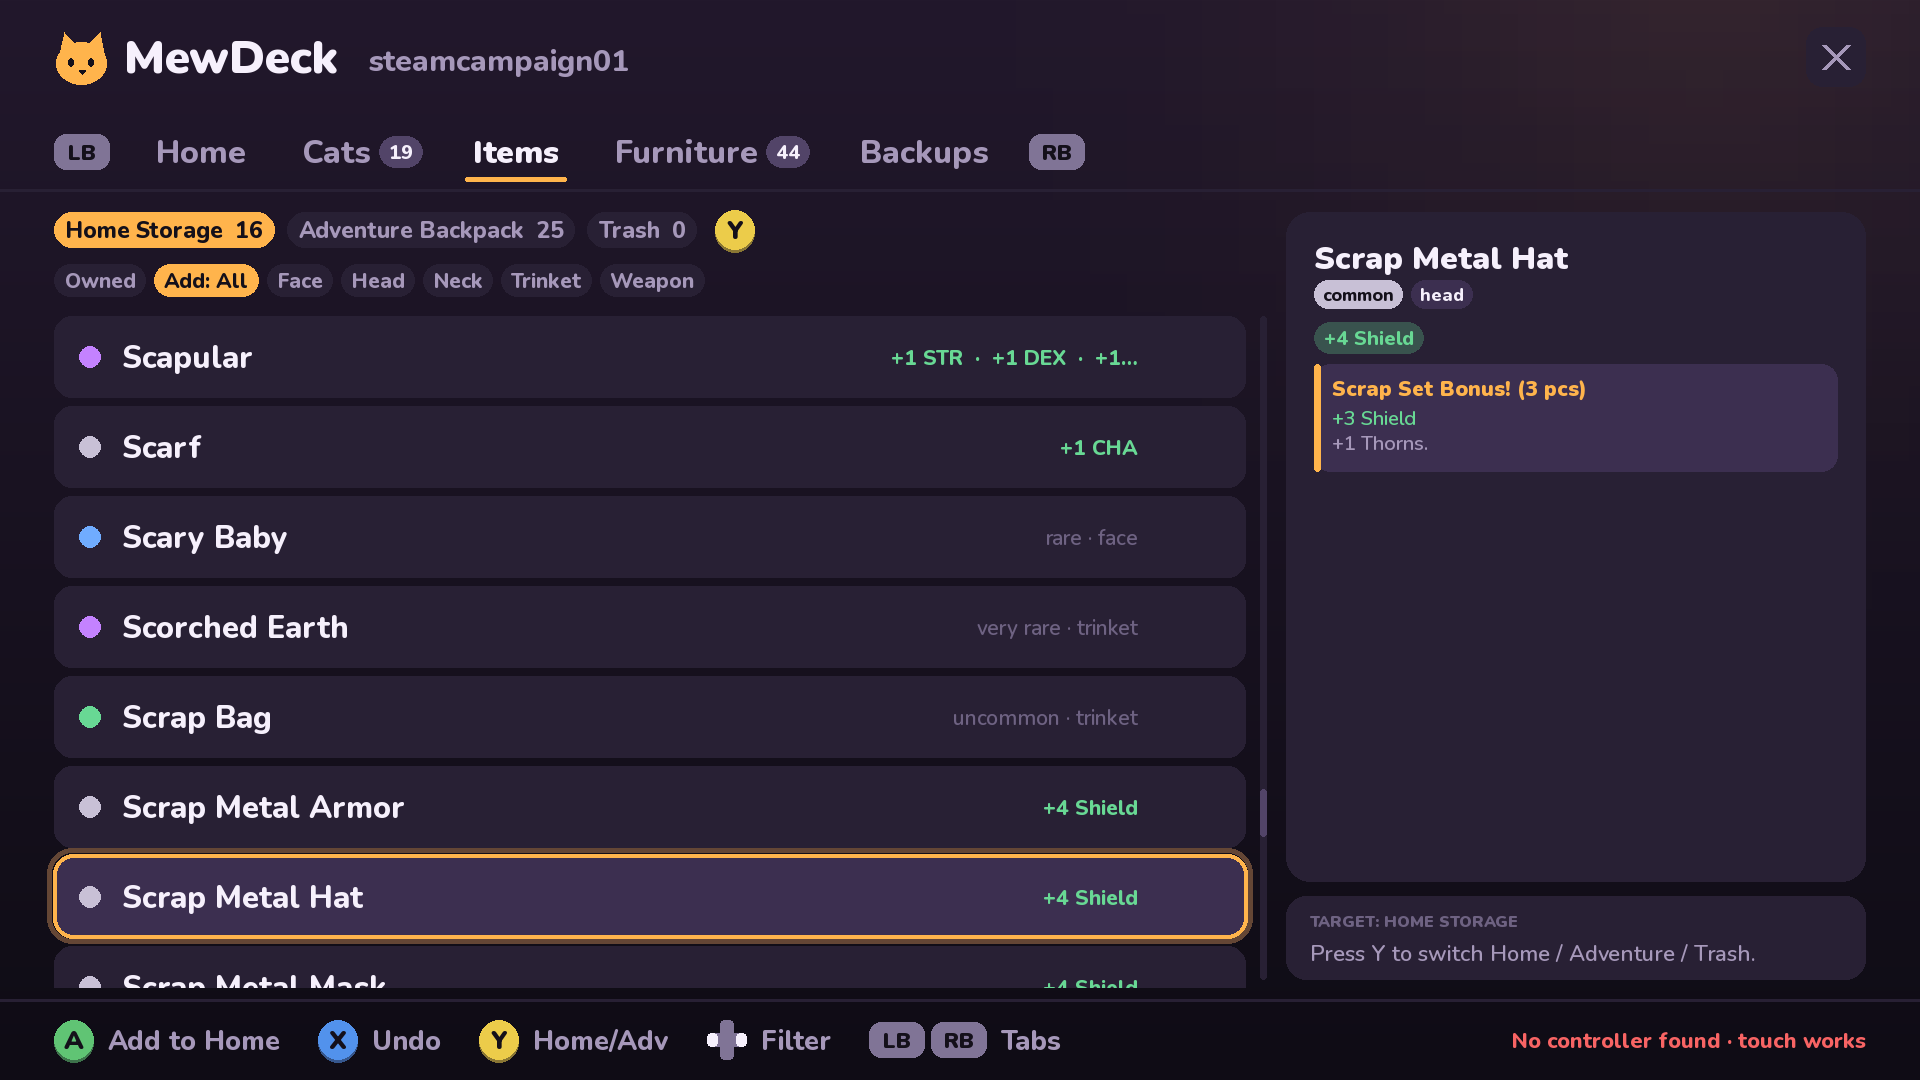 MewDeck steamcampaign01
LB Home Cats 19 Items Furniture 44 Backups RB
Home Storage 16 Adventure Backpack 25 Trash 0 Y
Owned Add: All Face Head Neck Trinket Weapon
Scapular +1 STR · +1 DEX · +1...
Scarf +1 CHA
Scary Baby rare · face
Scorched Earth very rare · trinket
Scrap Bag uncommon · trinket
Scrap Metal Armor +4 Shield
Scrap Metal Hat +4 Shield
Scrap Metal Mask +4 Shield
Scrap Metal Hat
common head
+4 Shield
Scrap Set Bonus! (3 pcs)
+3 Shield
+1 Thorns.
TARGET: HOME STORAGE
Press Y to switch Home / Adventure / Trash.
A Add to Home X Undo Y Home/Adv Filter LB RB Tabs
No controller found · touch works